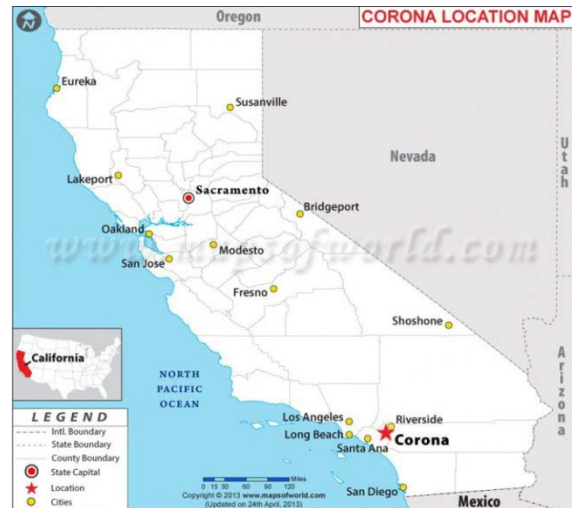 Oregon
CORONA LOCATION MAP
N
Eureka
Susanville
Nevada
Utah
Lakeport
Sacramento
Bridgeport
Oakland
www.mapsofworld.com
Modesto
San Jose
Fresno
Shoshone
California
Arizona
NORTH
PACIFIC
OCEAN
LEGEND
Intl. Boundary
State Boundary
County Boundary
State Capital
Location
Cities
Los Angeles
Riverside
Long Beach
Corona
Santa Ana
San Diego
Mexico
0 15 30 60 90 120 Miles
Copyright © 2013 www.mapsofworld.com
(Updated on 24th April, 2013)